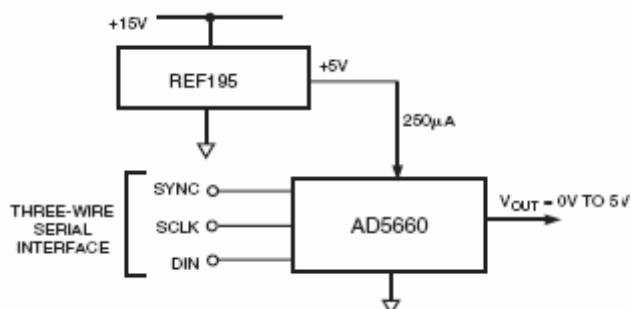 +15V
REF195
+5V
250µA
THREE-WIRE
SERIAL
INTERFACE
SYNC
SCLK
DIN
AD5660
VOUT = 0V TO 5V